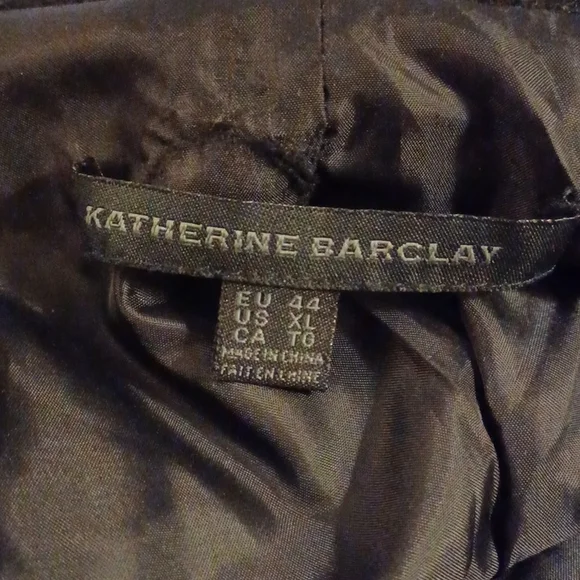 KATHERINE BARCLAY
EU 44
US XL
CA TG
MADE IN CHINA
FAIT EN CHINE